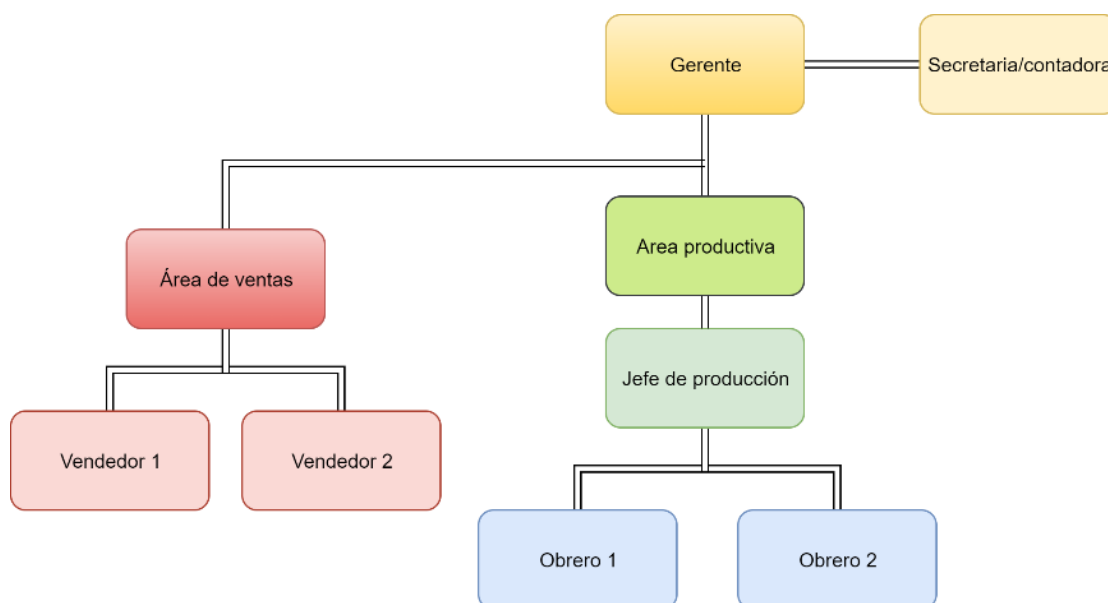 Gerente
Secretaria/contadora
Área de ventas
Area productiva
Jefe de producción
Vendedor 1
Vendedor 2
Obrero 1
Obrero 2